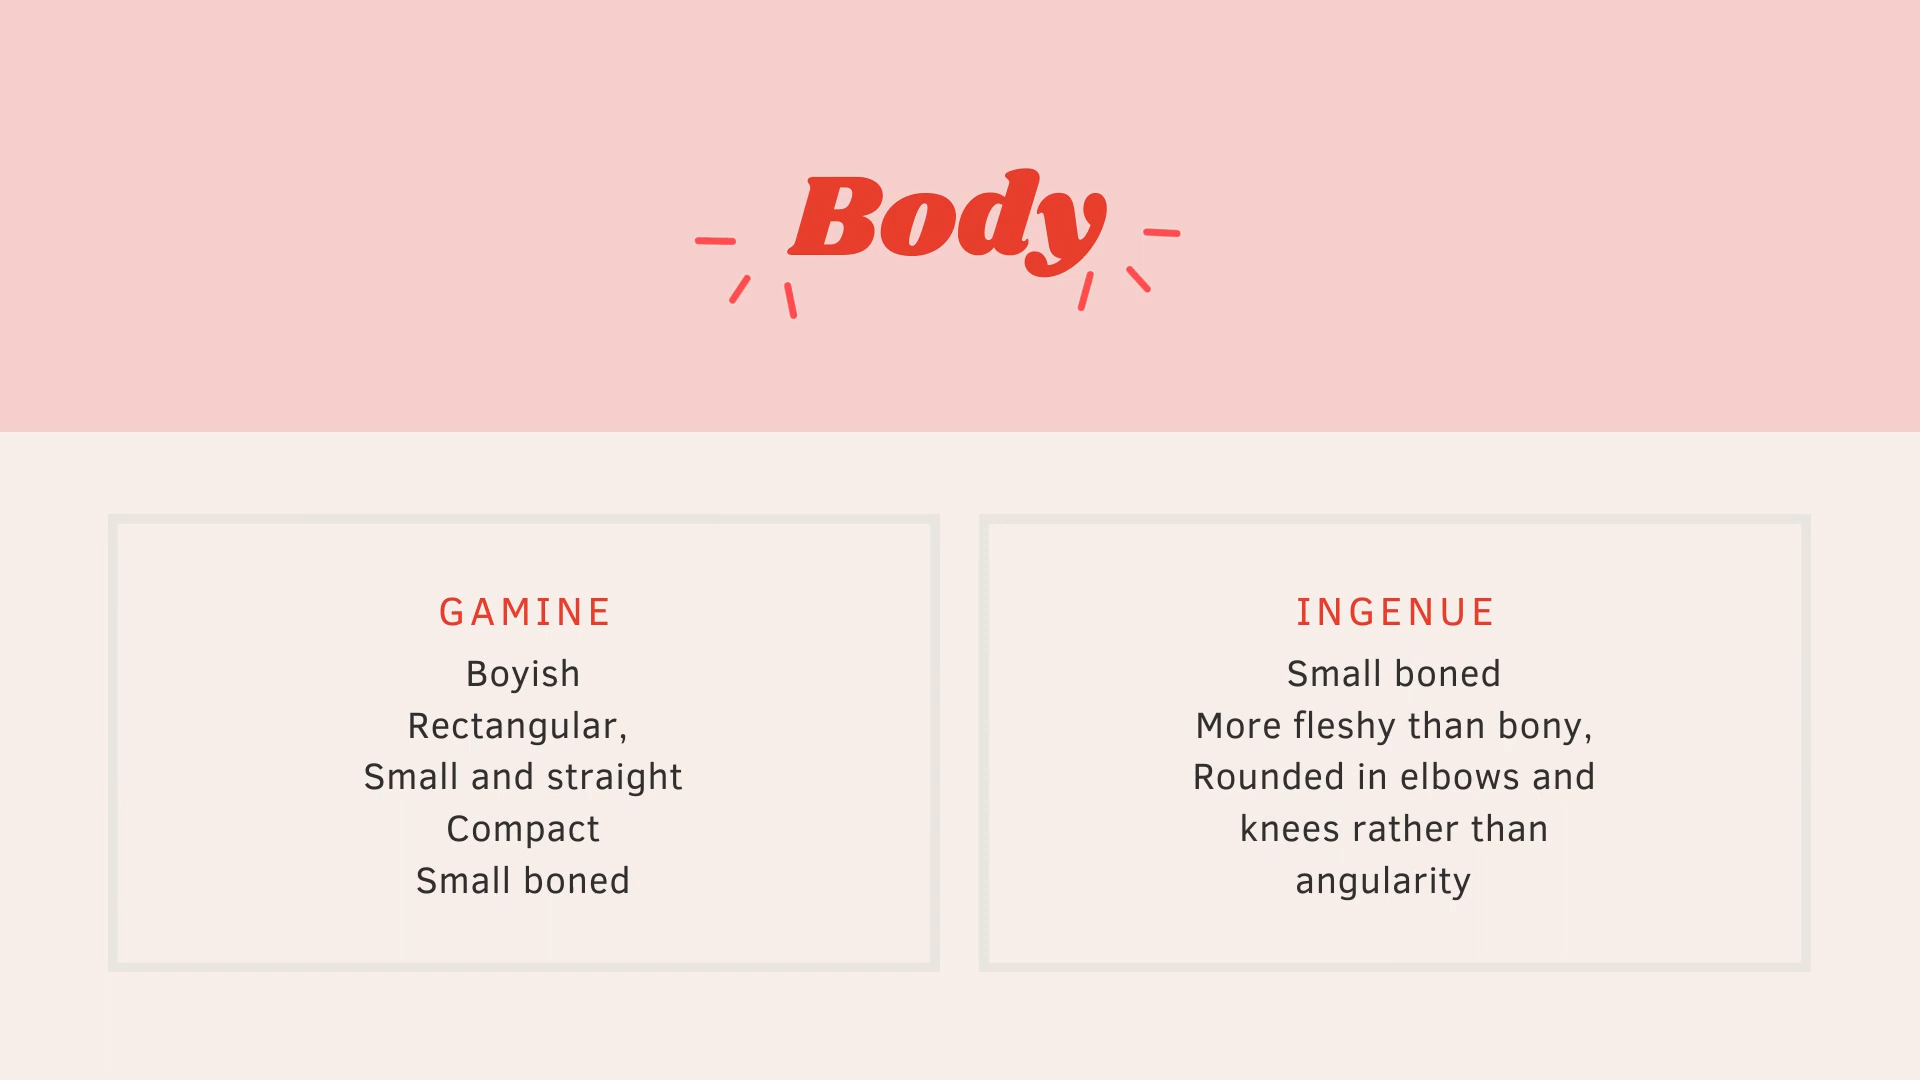 Body
GAMINE
Boyish
Rectangular,
Small and straight
Compact
Small boned
INGENUE
Small boned
More fleshy than bony,
Rounded in elbows and
knees rather than
angularity